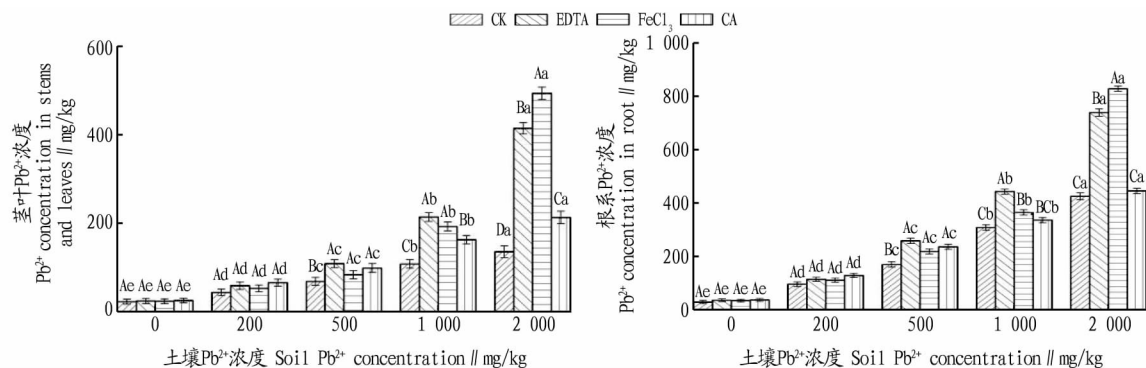 CK EDTA FeCl₃ CA
茎叶Pb²⁺浓度
Pb²⁺ concentration in stems
and leaves∥mg/kg
600
400
200
0
Ae Ae Ae Ae
Ad Ad Ad Ad
Bc Ac Ac Ac
Cb Ab Ab Bb
Da Ba Aa Ca
0 200 500 1 000 2 000
土壤Pb²⁺浓度 Soil Pb²⁺ concentration∥mg/kg
根系Pb²⁺浓度
Pb²⁺ concentration in root∥mg/kg
1 000
800
600
400
200
0
Ae Ae Ae Ae
Ad Ad Ad Ad
Bc Ac Ac Ac
Cb Ab Bb BCb
Ca Ba Aa Ca
0 200 500 1 000 2 000
土壤Pb²⁺浓度 Soil Pb²⁺ concentration∥mg/kg